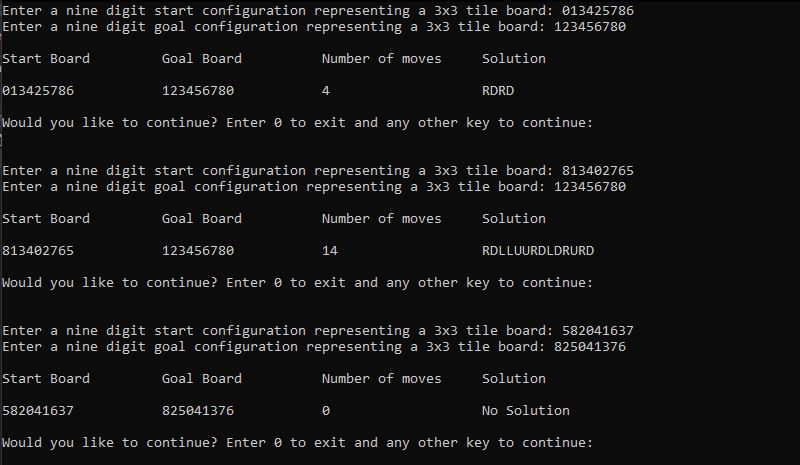 Enter a nine digit start configuration representing a 3x3 tile board: 013425786
Enter a nine digit goal configuration representing a 3x3 tile board: 123456780
Start Board Goal Board Number of moves Solution
013425786 123456780 4 RDRD
Would you like to continue? Enter 0 to exit and any other key to continue:
Enter a nine digit start configuration representing a 3x3 tile board: 813402765
Enter a nine digit goal configuration representing a 3x3 tile board: 123456780
Start Board Goal Board Number of moves Solution
813402765 123456780 14 RDLLUURDLDRURD
Would you like to continue? Enter 0 to exit and any other key to continue:
Enter a nine digit start configuration representing a 3x3 tile board: 582041637
Enter a nine digit goal configuration representing a 3x3 tile board: 825041376
Start Board Goal Board Number of moves Solution
582041637 825041376 0 No Solution
Would you like to continue? Enter 0 to exit and any other key to continue: